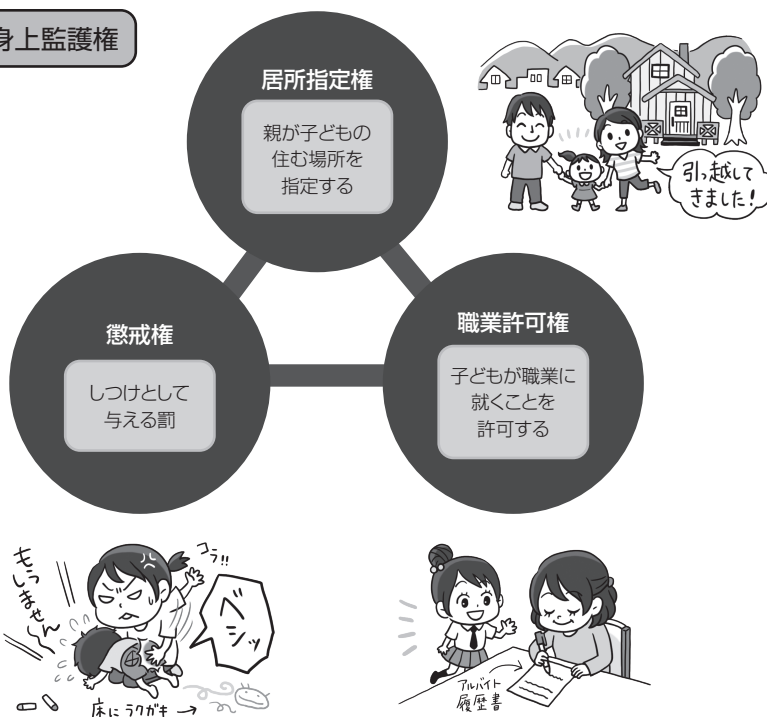 身上監護権
居所指定権
親が子どもの
住む場所を
指定する
引っ越して
きました!
懲戒権
しつけとして
与える罰
職業許可権
子どもが職業に
就くことを
許可する
もうしません
コラ!!
ベシッ
床にラクガキ→
アルバイト
履歴書